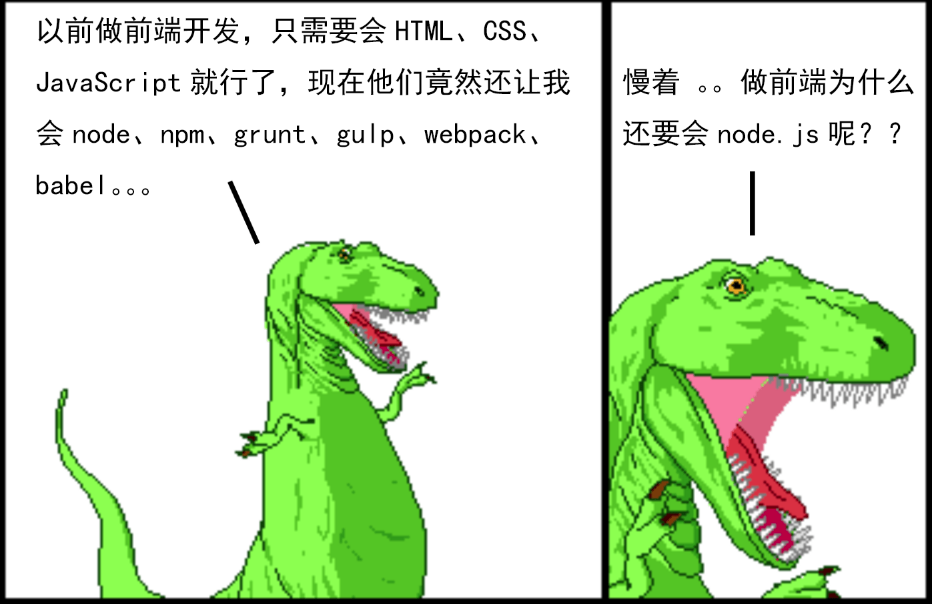 以前做前端开发，只需要会 HTML、CSS、
JavaScript 就行了，现在他们竟然还让我
会 node、npm、grunt、gulp、webpack、
babel。。。
慢着 。。做前端为什么
还要会 node.js 呢？？